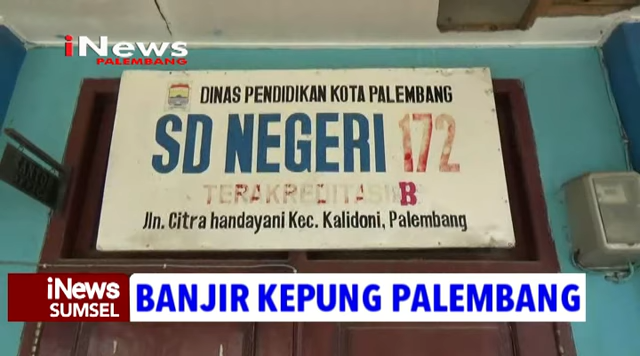 iNews
PALEMBANG
DINAS PENDIDIKAN KOTA PALEMBANG
SD NEGERI 172
TERAKREDITASI B
Jln. Citra handayani Kec. Kalidoni, Palembang
iNews
SUMSEL
BANJIR KEPUNG PALEMBANG